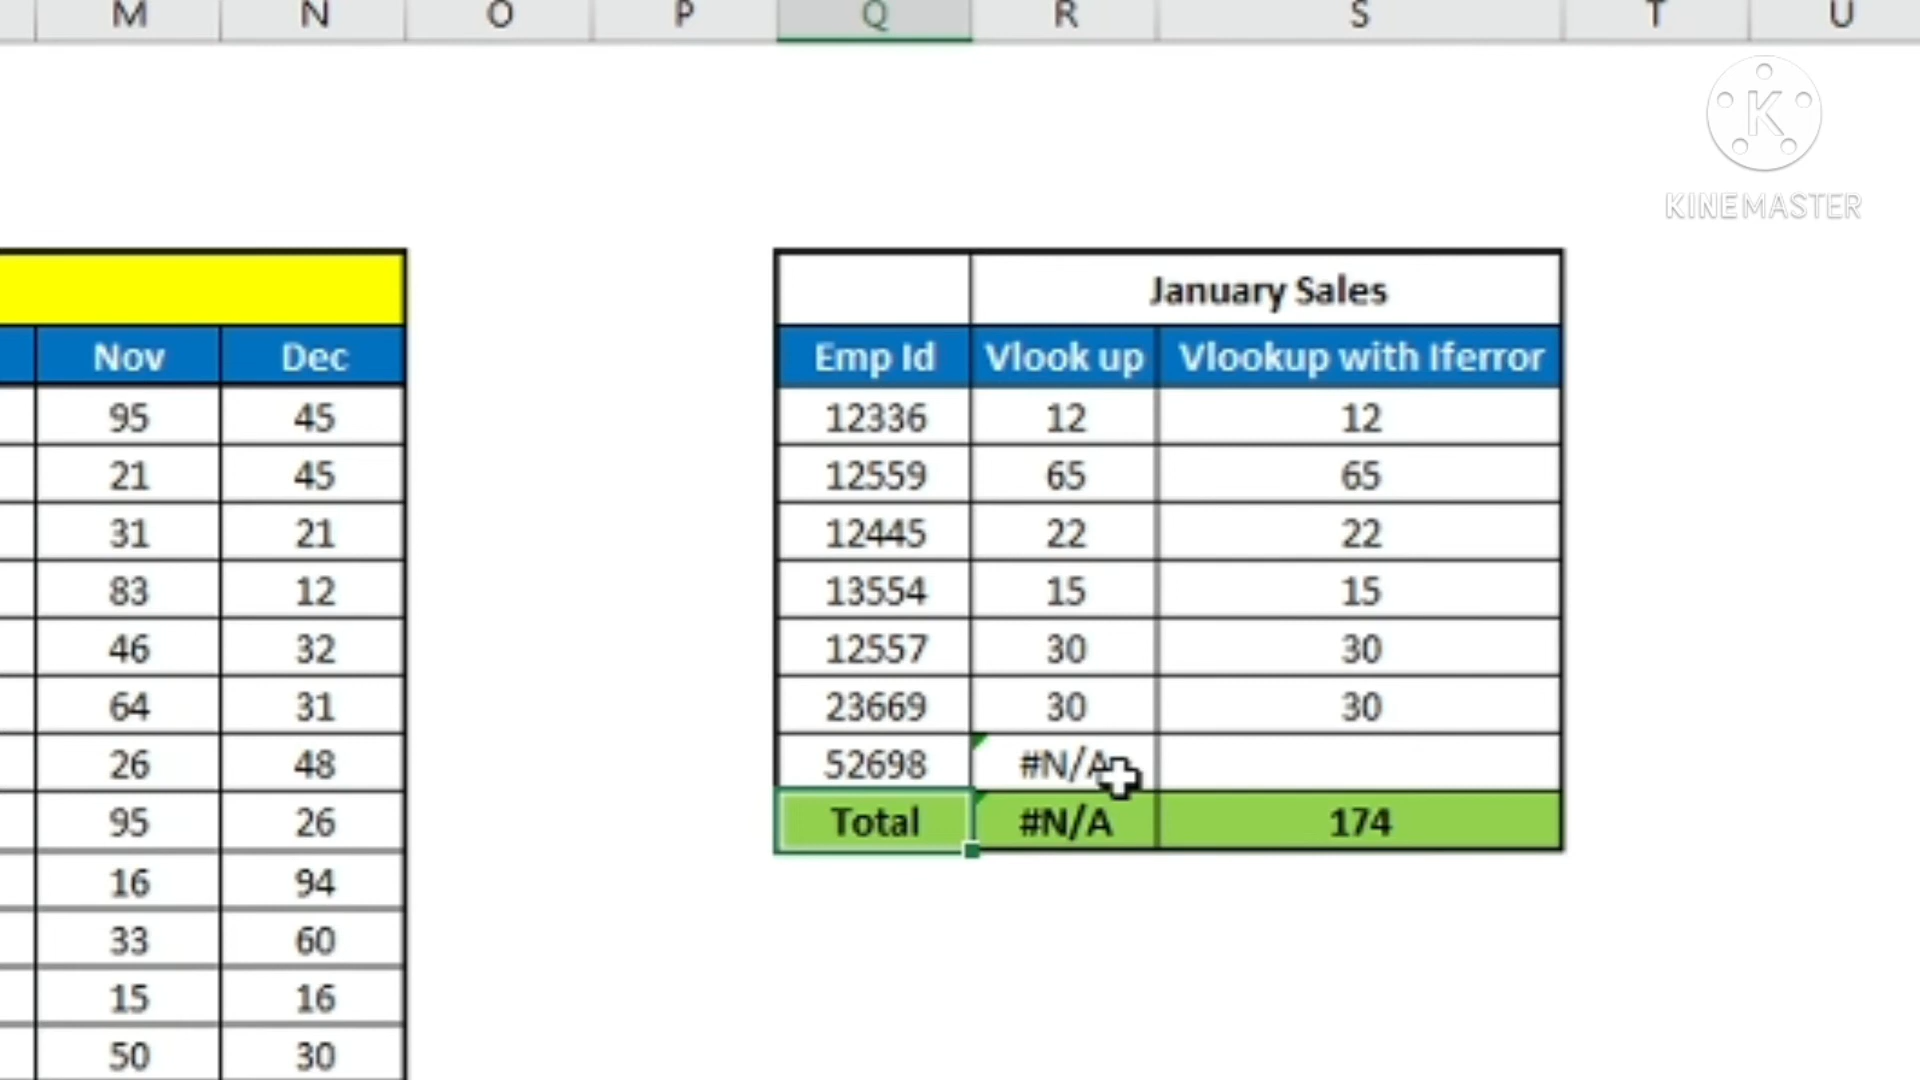 M N O P Q R S T U
K
KINEMASTER
January Sales
Nov Dec Emp Id Vlook up Vlookup with Iferror
95 45 12336 12 12
21 45 12559 65 65
31 21 12445 22 22
83 12 13554 15 15
46 32 12557 30 30
64 31 23669 30 30
26 48 52698 #N/A
95 26 Total #N/A 174
16 94
33 60
15 16
50 30